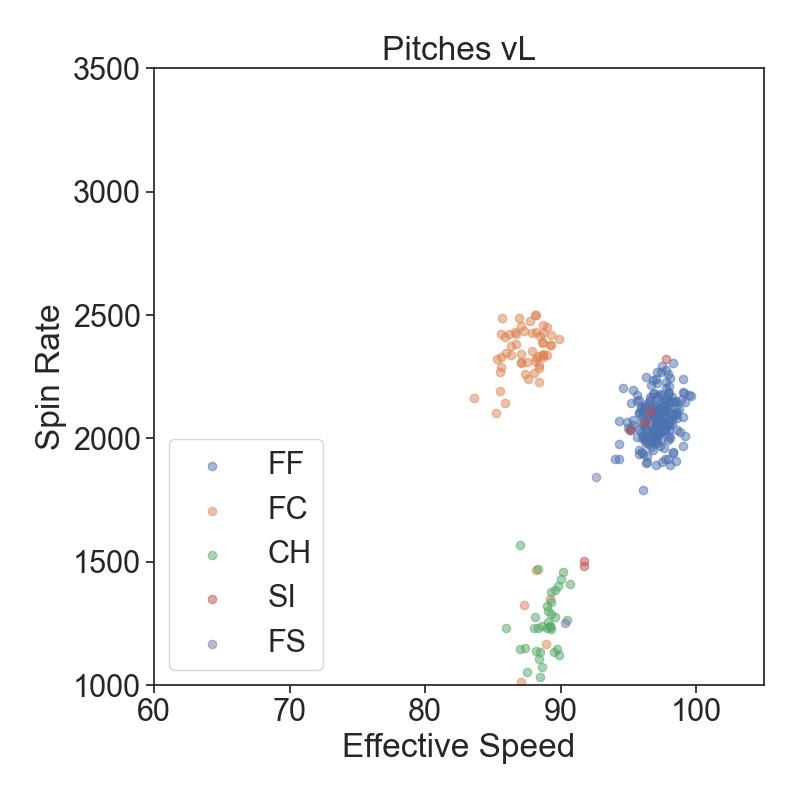 Pitches vL
3500
3000
2500
2000
1500
1000
Spin Rate
FF
FC
CH
SI
FS
60 70 80 90 100
Effective Speed